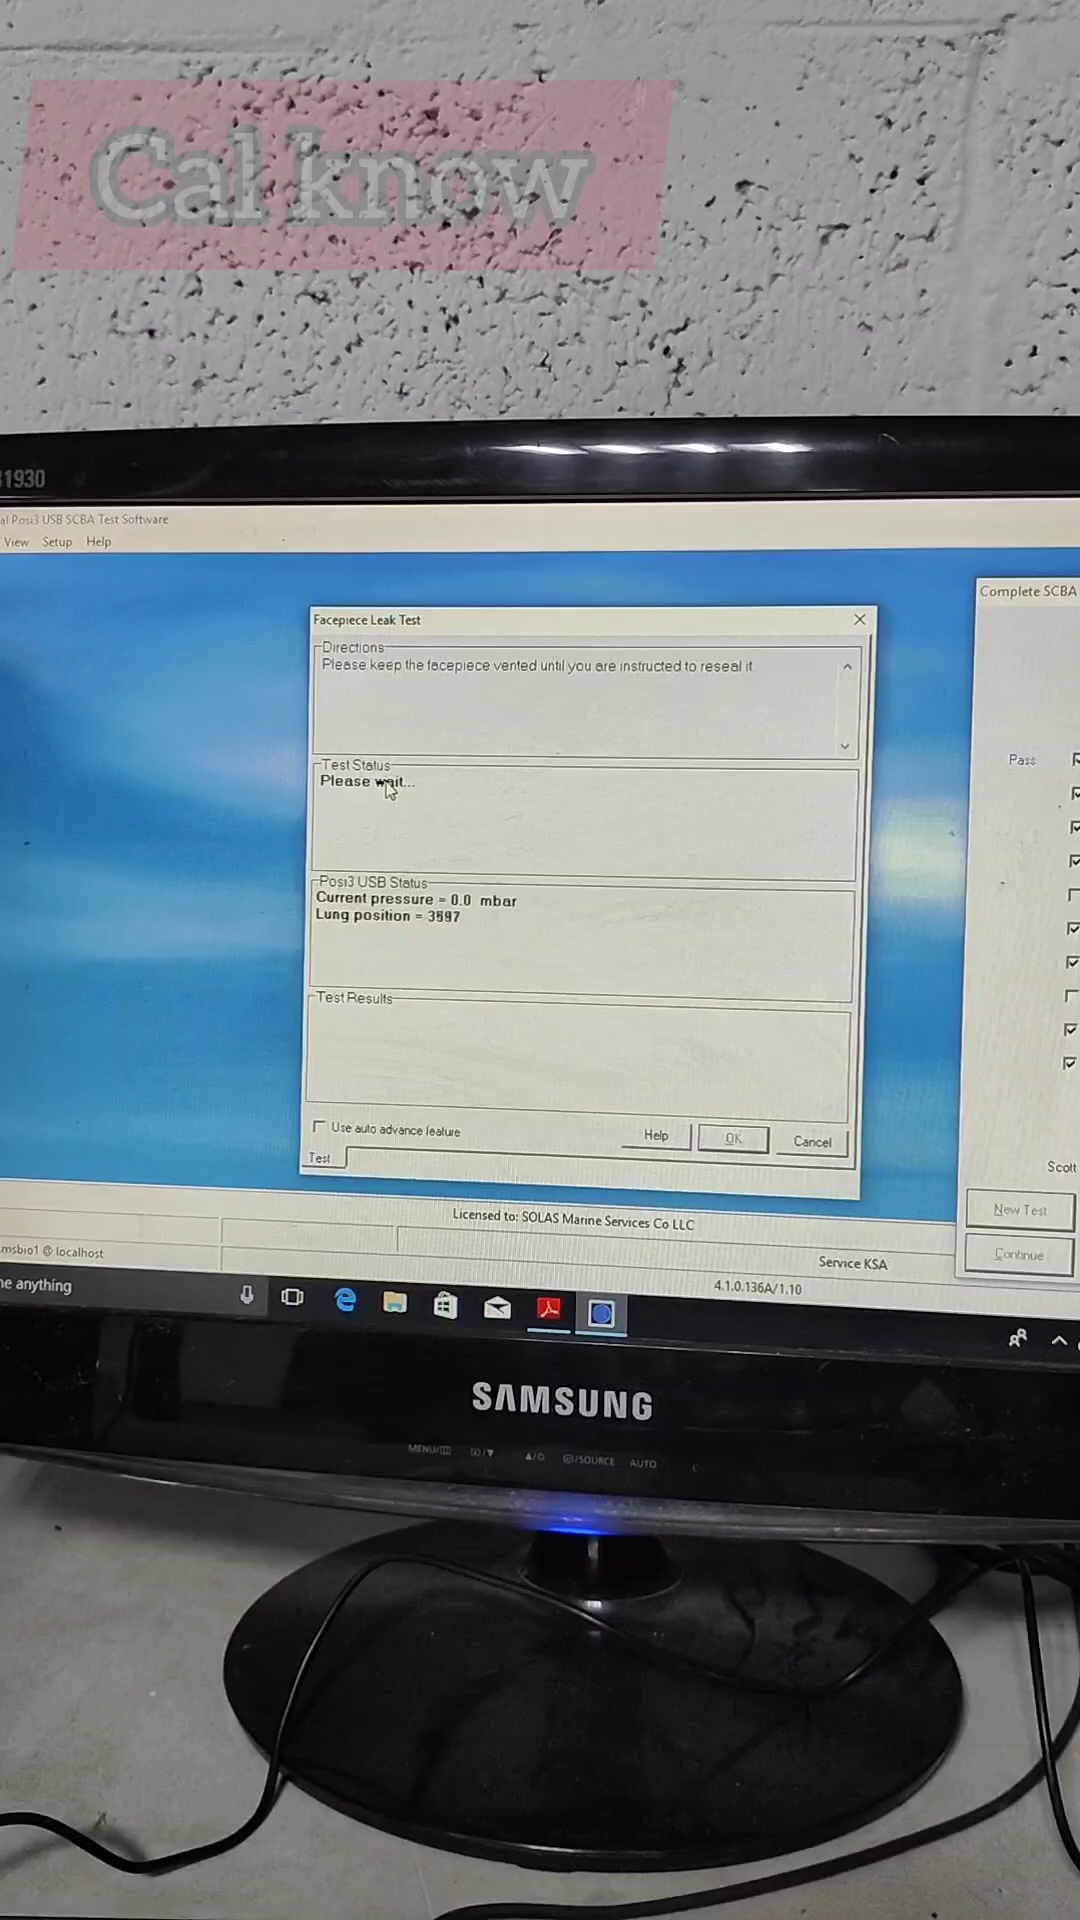 Cal know
1930
Posi3 USB SCBA Test Software
View Setup Help
Facepiece Leak Test
Complete SCBA
Directions
Please keep the facepiece vented until you are instructed to reseal it
Pass
Test Status
Please wait...
Posi3 USB Status
Current pressure = 0.0 mbar
Lung position = 3597
Test Results
Use auto advance feature
Help
OK
Cancel
Test
Scott
New Test
Continue
Licensed to: SOLAS Marine Services Co LLC
msbio1 @ localhost
Service KSA
4.1.0.136A/1.10
anything
SAMSUNG
MENU
/SOURCE
AUTO